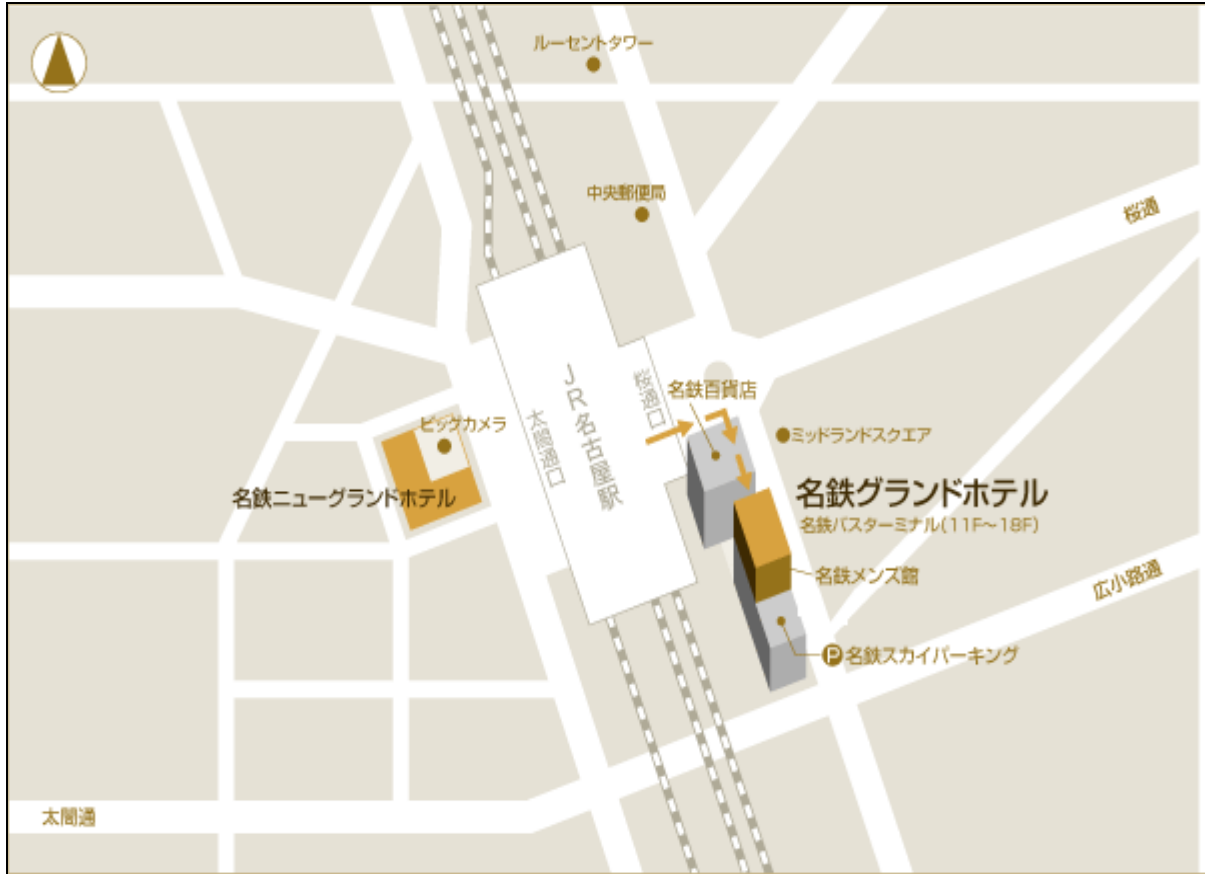 ルーセントタワー
中央郵便局
桜通
名鉄百貨店
JR名古屋駅
桜通口
太閤通口
ビックカメラ
ミッドランドスクエア
名鉄ニューグランドホテル
名鉄グランドホテル
名鉄バスターミナル(11F〜18F)
名鉄メンズ館
広小路通
P名鉄スカイパーキング
太閤通